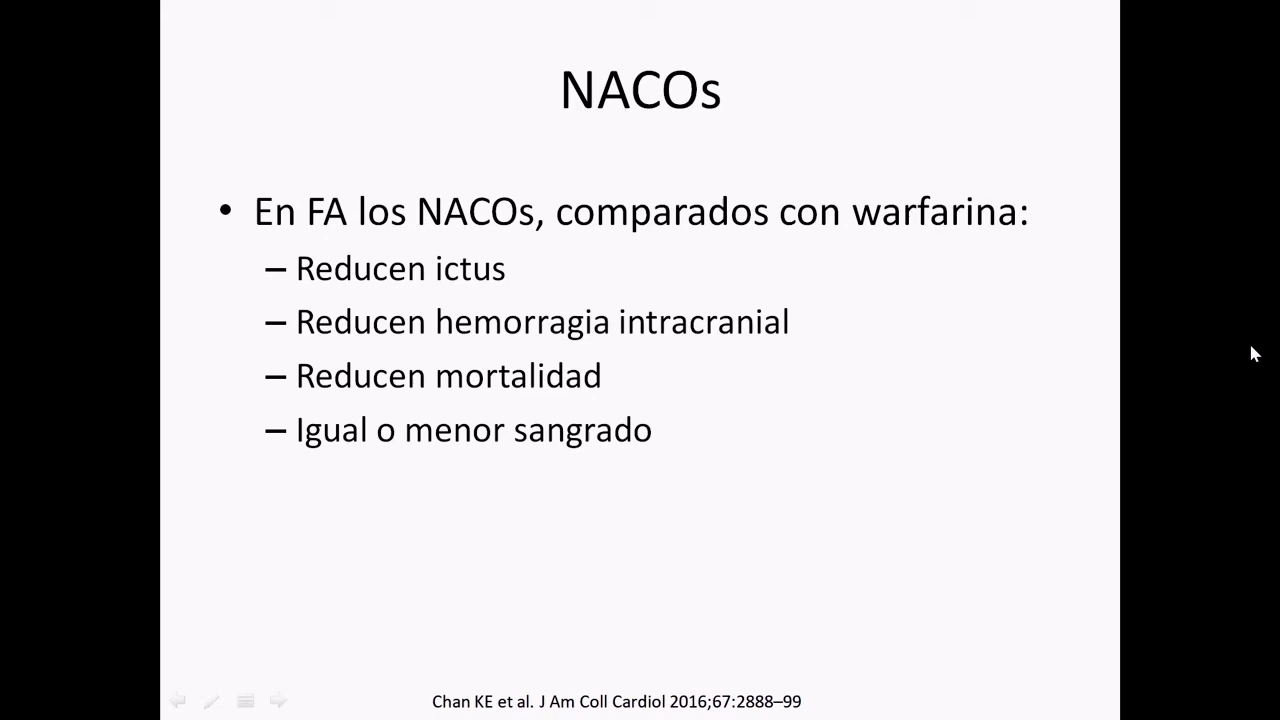 NACOs
• En FA los NACOs, comparados con warfarina:
– Reducen ictus
– Reducen hemorragia intracranial
– Reducen mortalidad
– Igual o menor sangrado
Chan KE et al. J Am Coll Cardiol 2016;67:2888–99